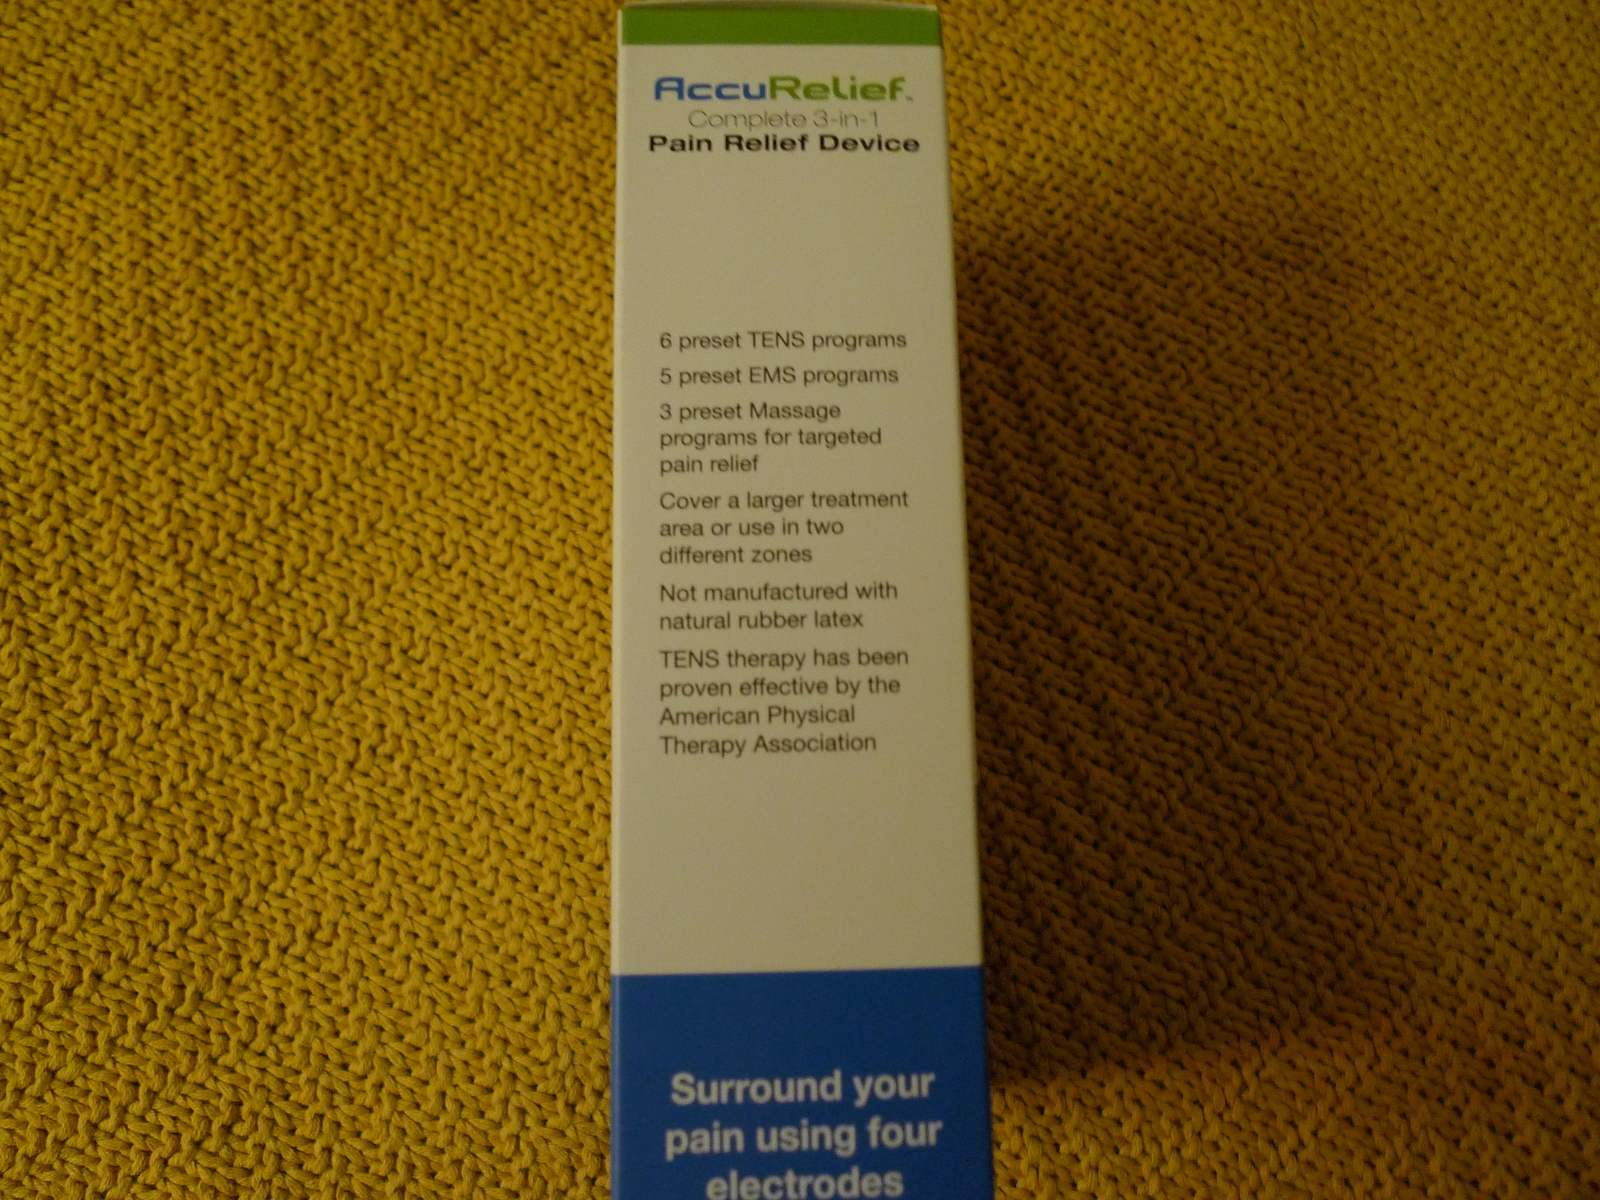 AccuRelief™
Complete 3-in-1
Pain Relief Device
6 preset TENS programs
5 preset EMS programs
3 preset Massage
programs for targeted
pain relief
Cover a larger treatment
area or use in two
different zones
Not manufactured with
natural rubber latex
TENS therapy has been
proven effective by the
American Physical
Therapy Association
Surround your
pain using four
electrodes